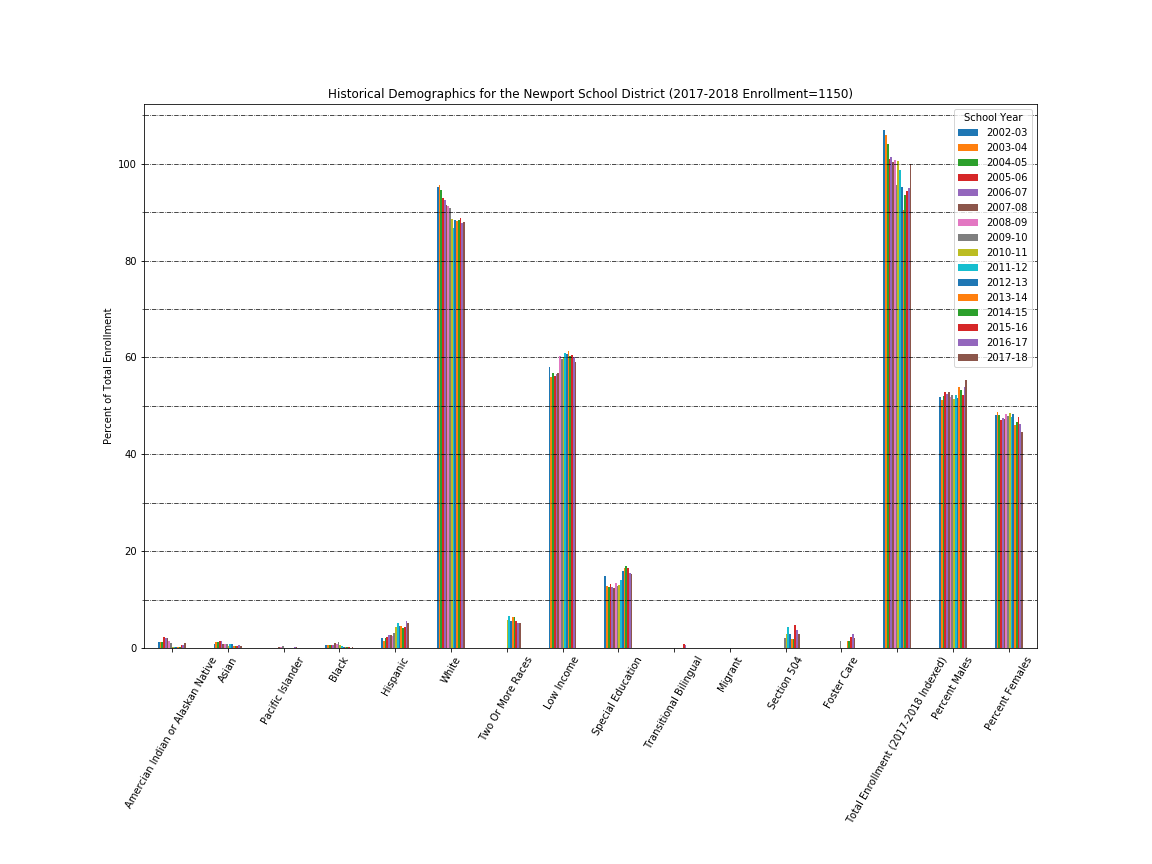 Historical Demographics for the Newport School District (2017-2018 Enrollment=1150)
Percent of Total Enrollment
100
80
60
40
20
0
School Year
2002-03
2003-04
2004-05
2005-06
2006-07
2007-08
2008-09
2009-10
2010-11
2011-12
2012-13
2013-14
2014-15
2015-16
2016-17
2017-18
Amercian Indian or Alaskan Native
Asian
Pacific Islander
Black
Hispanic
White
Two Or More Races
Low Income
Special Education
Transitional Bilingual
Migrant
Section 504
Foster Care
Total Enrollment (2017-2018 Indexed)
Percent Males
Percent Females